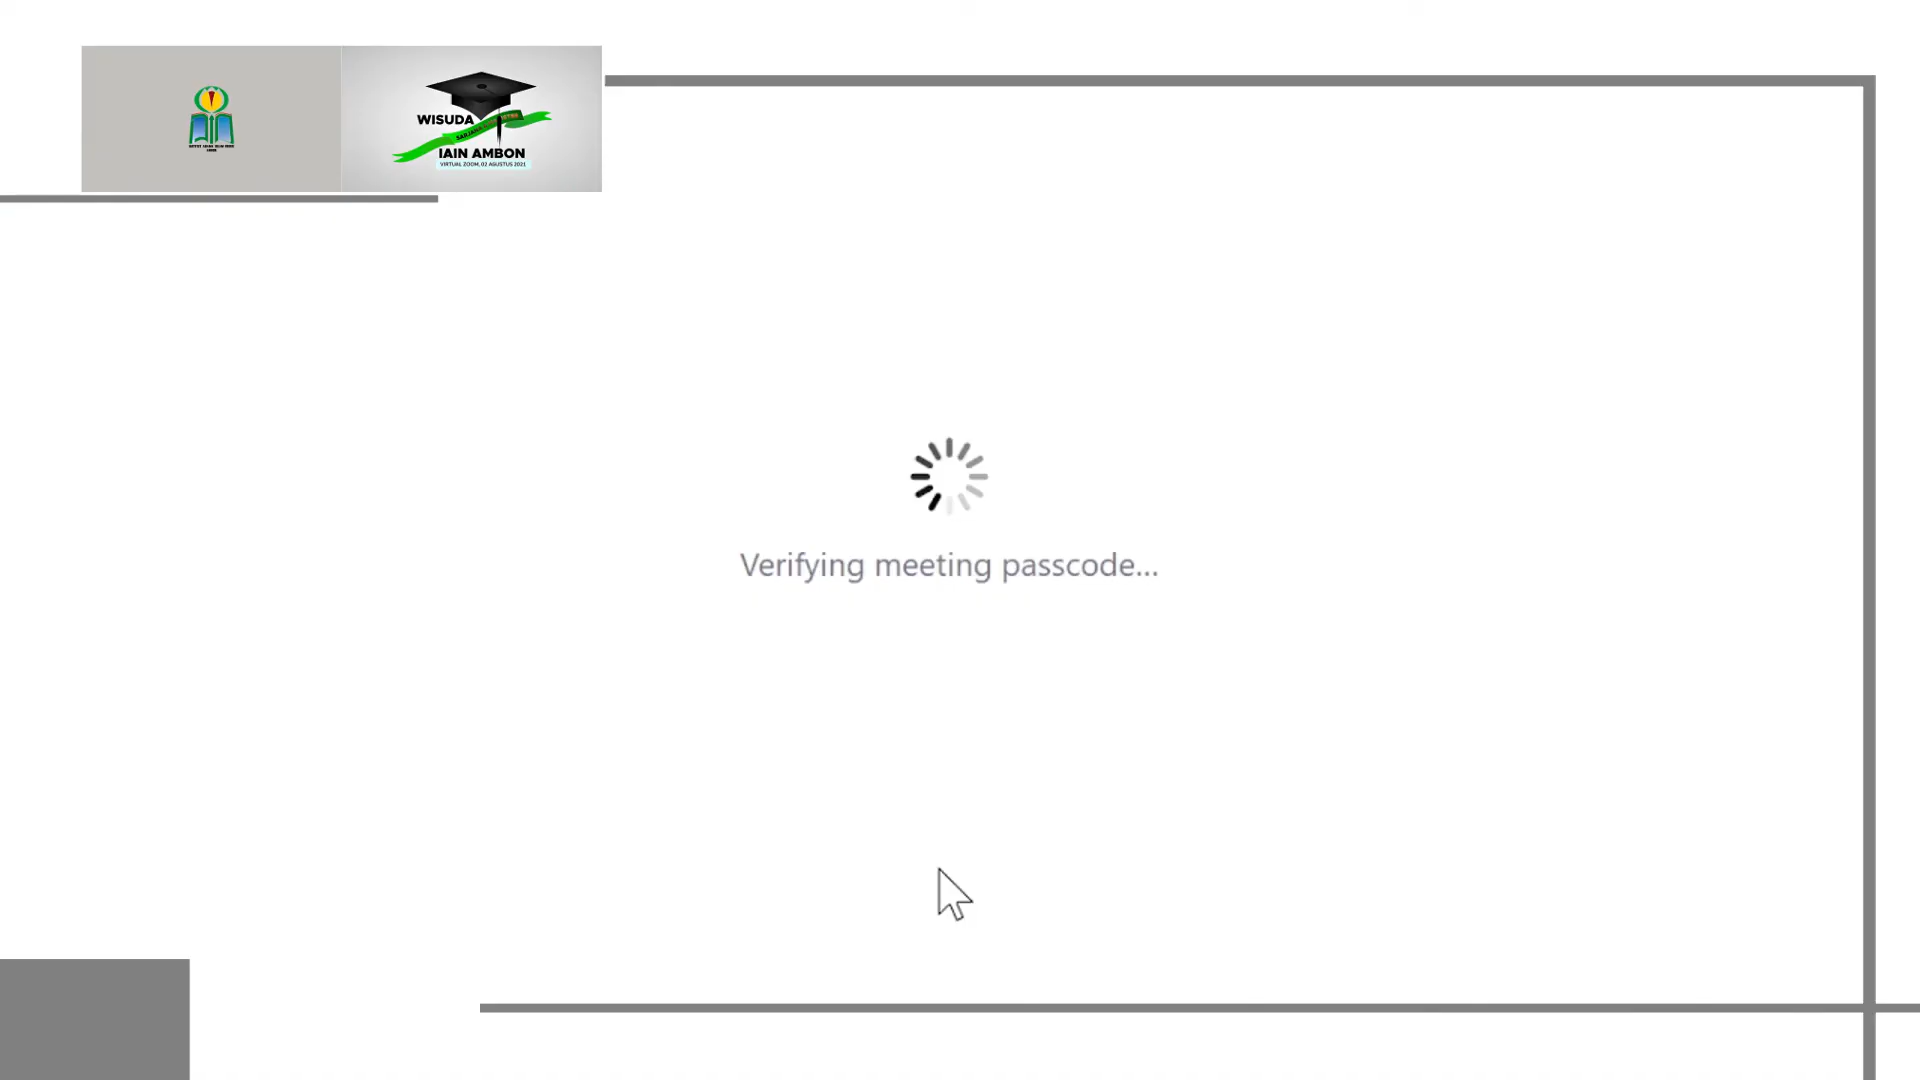 WISUDA
IAIN AMBON
VIRTUAL ZOOM, 02 AGUSTUS 2021
Verifying meeting passcode...